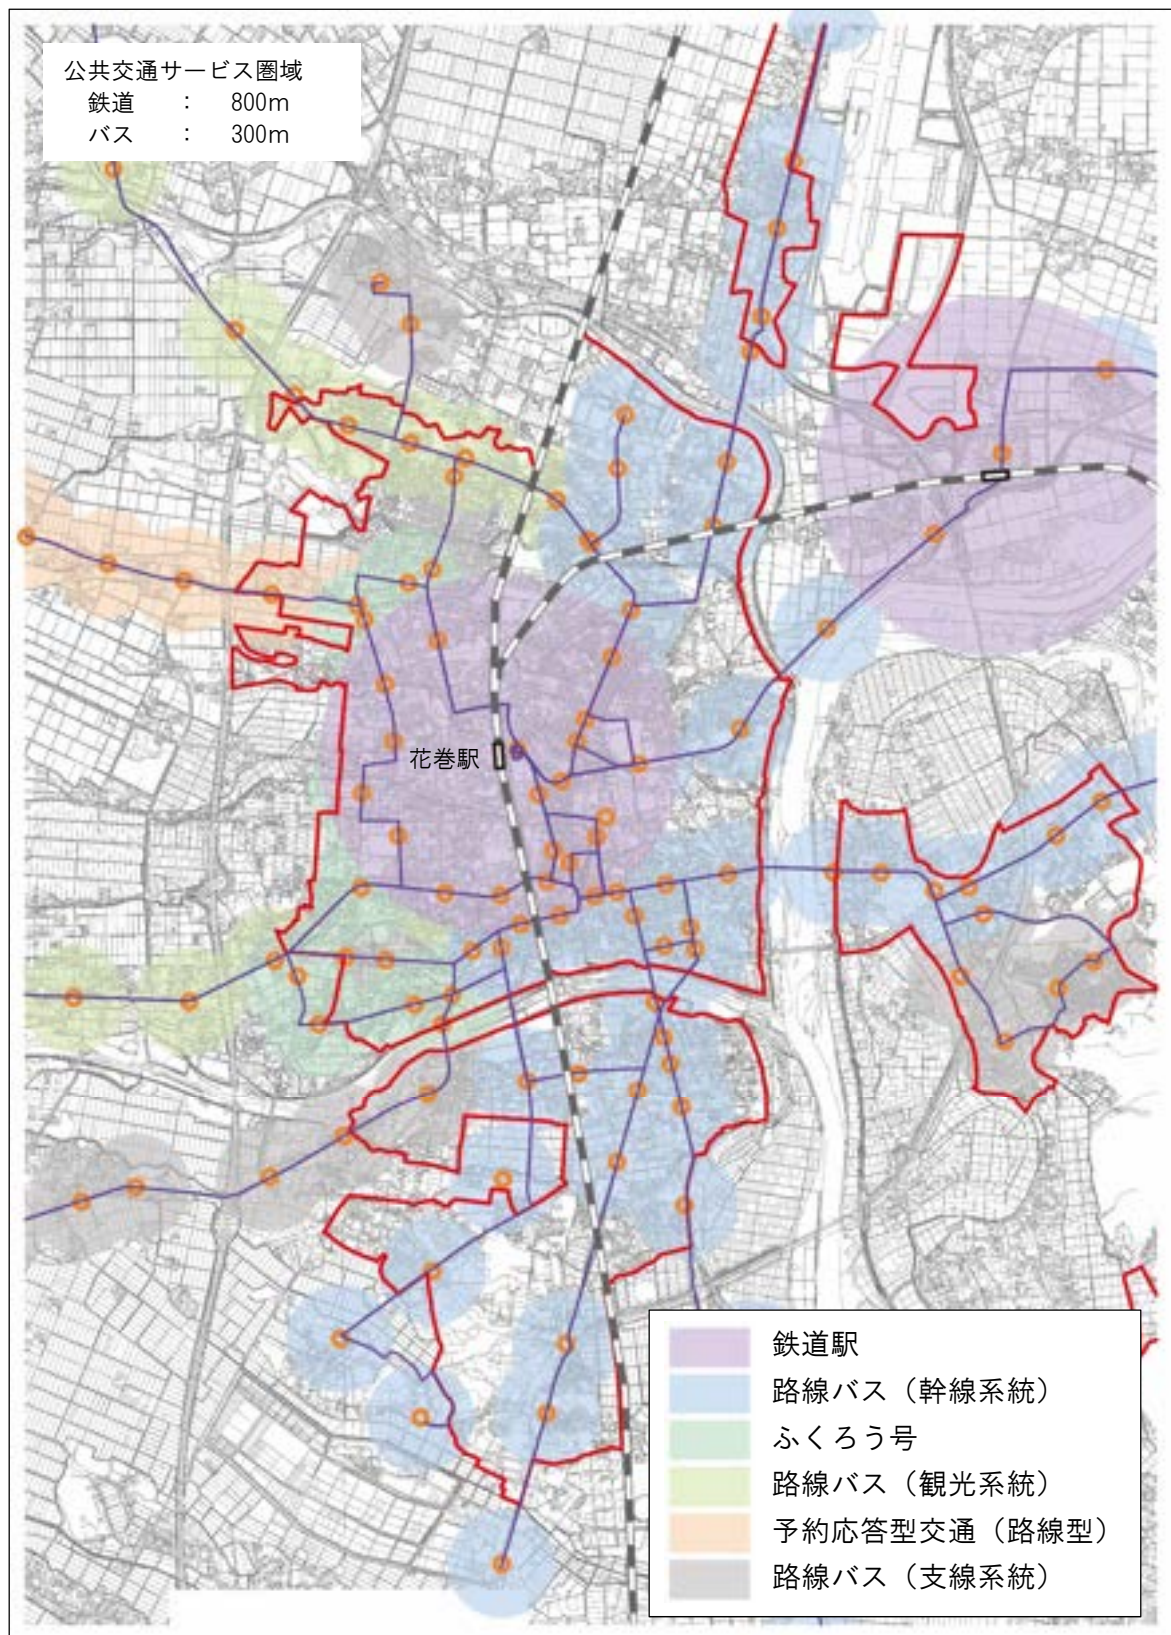 公共交通サービス圏域
鉄道 : 800m
バス : 300m
花巻駅
鉄道駅
路線バス（幹線系統）
ふくろう号
路線バス（観光系統）
予約応答型交通（路線型）
路線バス（支線系統）